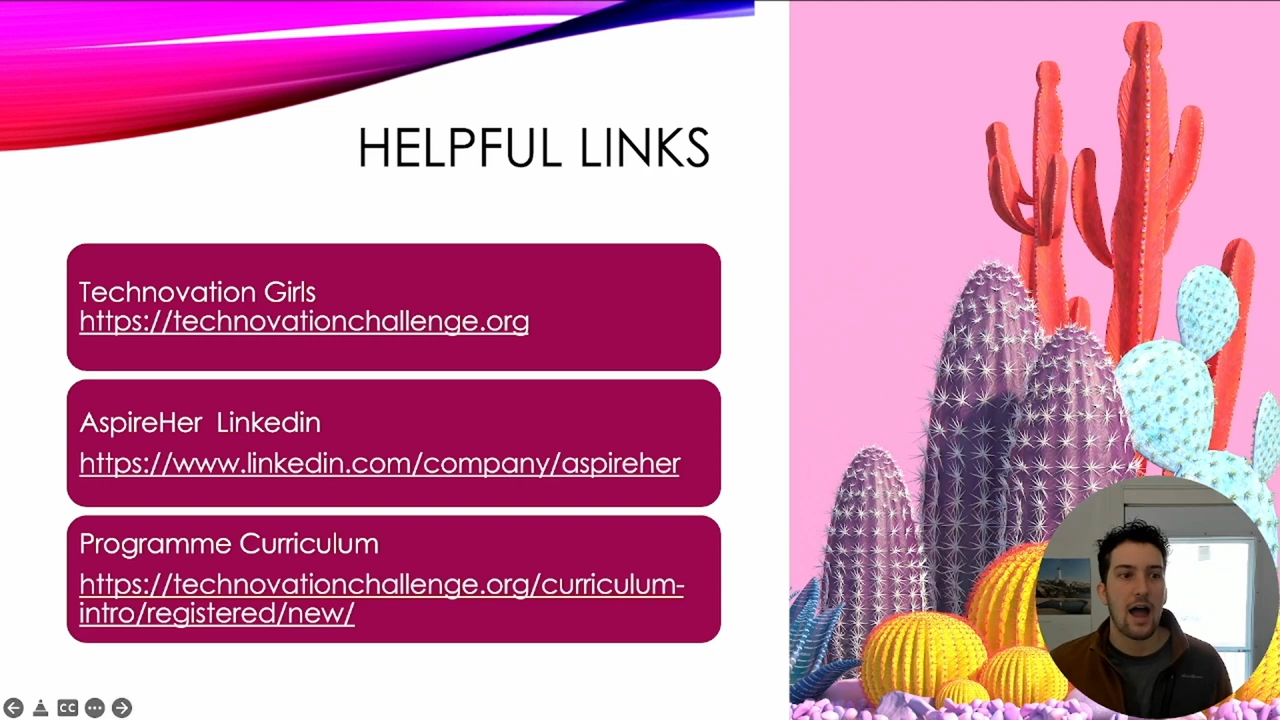 HELPFUL LINKS
Technovation Girls
https://technovationchallenge.org
AspireHer  Linkedin
https://www.linkedin.com/company/aspireher
Programme Curriculum
https://technovationchallenge.org/curriculum-
intro/registered/new/
CC